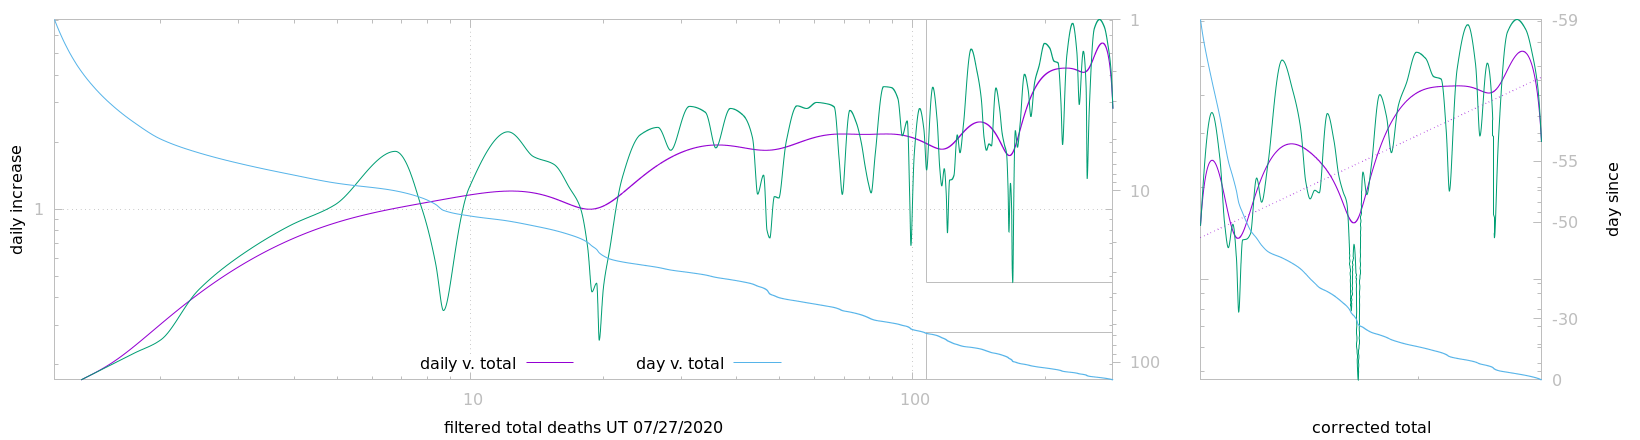 daily increase
1
daily v. total
day v. total
10
100
filtered total deaths UT 07/27/2020
1
10
100
corrected total
-59
-55
-50
-30
0
day since